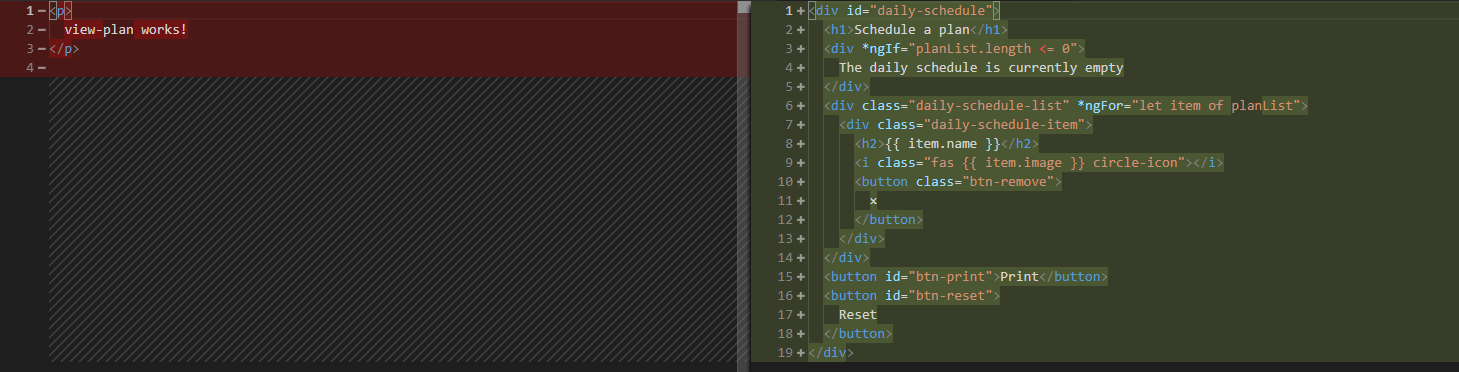 1 - <p>
2 -   view-plan works!
3 - </p>
4 -
1 + <div id="daily-schedule">
2 +   <h1>Schedule a plan</h1>
3 +   <div *ngIf="planList.length <= 0">
4 +     The daily schedule is currently empty
5 +   </div>
6 +   <div class="daily-schedule-list" *ngFor="let item of planList">
7 +     <div class="daily-schedule-item">
8 +       <h2>{{ item.name }}</h2>
9 +       <i class="fas {{ item.image }} circle-icon"></i>
10 +       <button class="btn-remove">
11 +         ×
12 +       </button>
13 +     </div>
14 +   </div>
15 +   <button id="btn-print">Print</button>
16 +   <button id="btn-reset">
17 +     Reset
18 +   </button>
19 + </div>